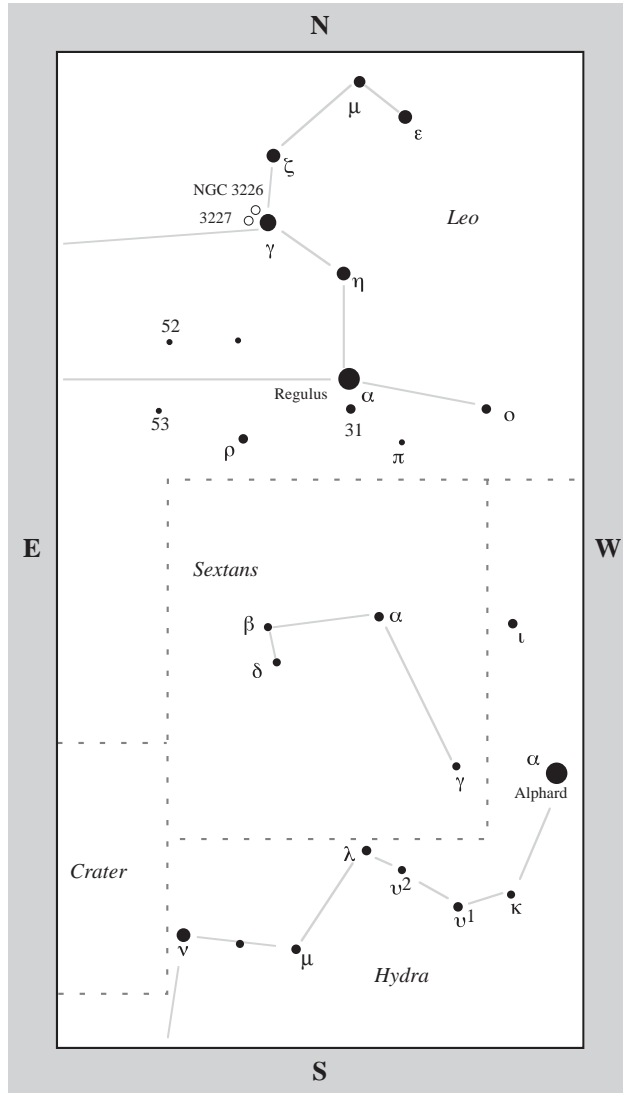 N
μ
ε
ζ
NGC 3226
3227
Leo
γ
η
52
Regulus
α
53
31
ο
ρ
π
E
W
Sextans
β
α
ι
δ
α
γ
Alphard
λ
Crater
υ2
υ1
κ
ν
μ
Hydra
S